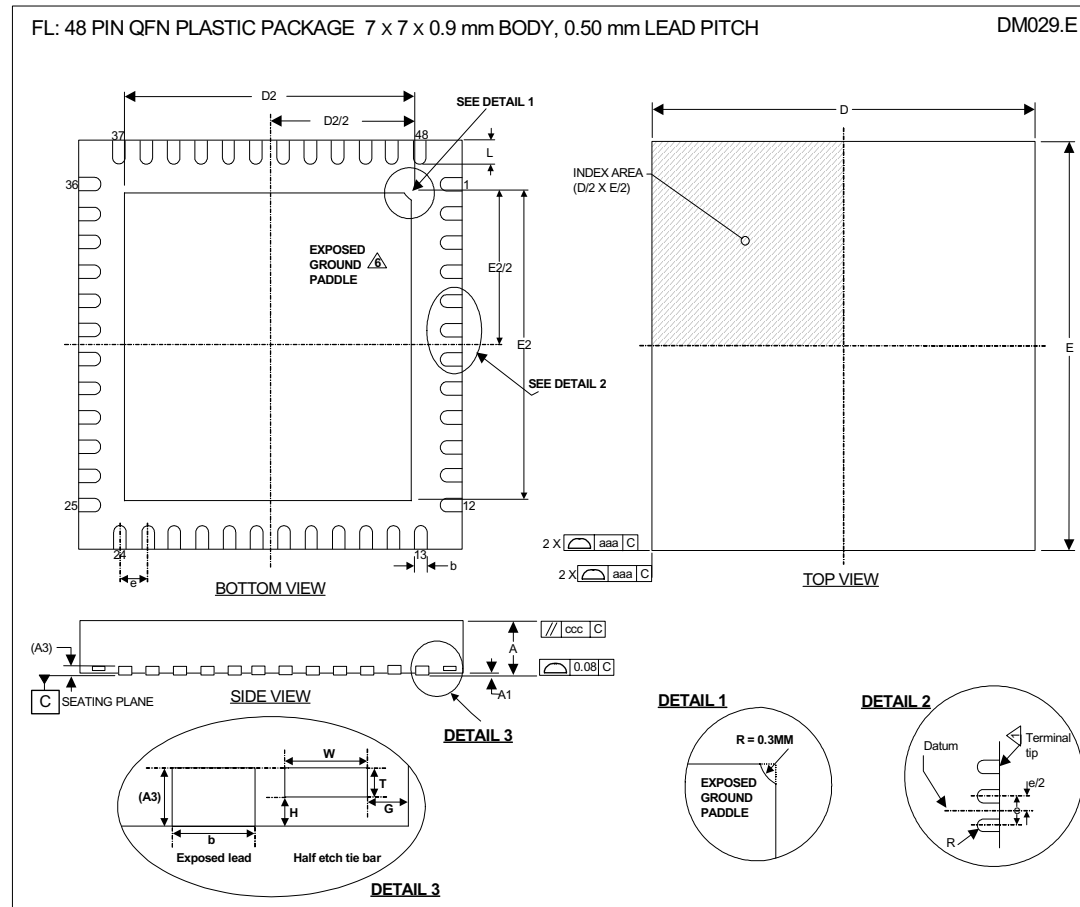 FL: 48 PIN QFN PLASTIC PACKAGE 7 X 7 X 0.9 mm BODY, 0.50 mm LEAD PITCH
DM029.E
D2
SEE DETAIL 1
D2/2
37
48
L
36
1
EXPOSED
GROUND
PADDLE
6
E2/2
E2
SEE DETAIL 2
25
12
24
13
e
b
BOTTOM VIEW
D
INDEX AREA
(D/2 X E/2)
E
2 X aaa C
2 X aaa C
TOP VIEW
(A3)
A
// ccc C
0.08 C
A1
C SEATING PLANE
SIDE VIEW
DETAIL 3
W
(A3)
T
G
H
b
Exposed lead
Half etch tie bar
DETAIL 3
DETAIL 1
R = 0.3MM
EXPOSED
GROUND
PADDLE
DETAIL 2
Datum
Terminal
tip
e/2
e
R